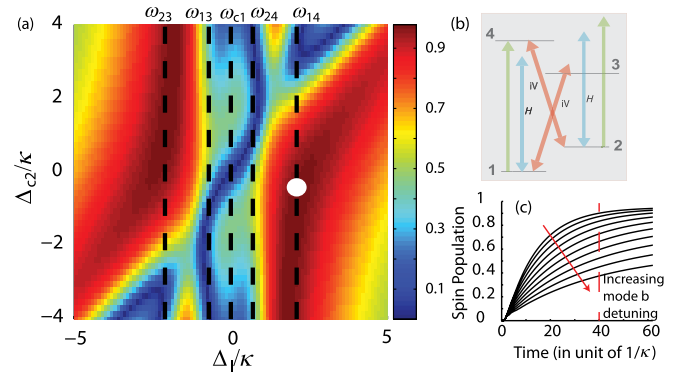 (a)
ω23 ω13 ωc1 ω24 ω14
4
2
0
−2
−4
Δc2/κ
−5 0 5
Δl/κ
0.9
0.7
0.5
0.3
0.1
(b)
4
3
H
iV
iV
H
1
2
(c)
1
0.8
0.6
0.4
0.2
0
Spin Population
Increasing
mode b
detuning
0 20 40 60
Time (in unit of 1/κ)